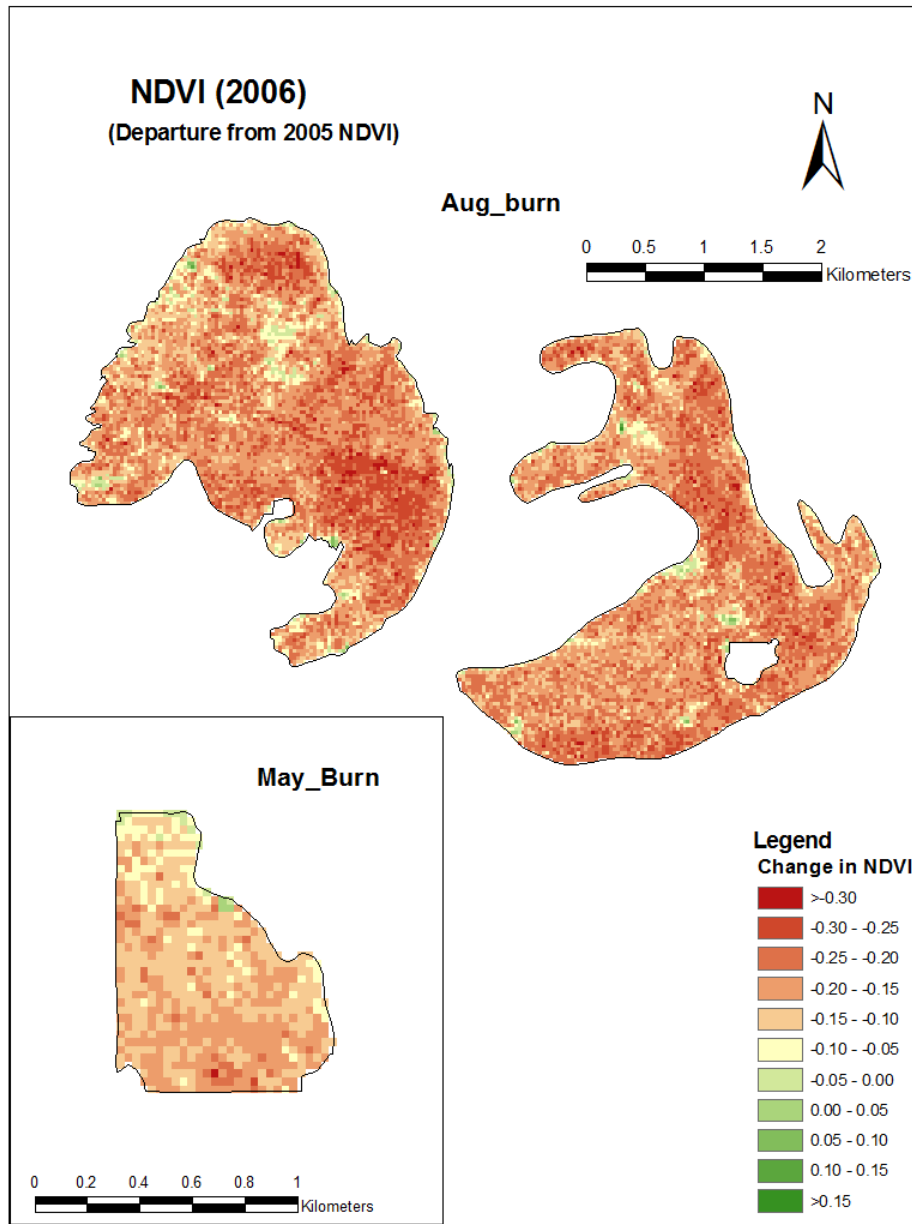 NDVI (2006)
(Departure from 2005 NDVI)
N
Aug_burn
0 0.5 1 1.5 2
Kilometers
May_Burn
0 0.2 0.4 0.6 0.8 1
Kilometers
Legend
Change in NDVI
>-0.30
-0.30 - -0.25
-0.25 - -0.20
-0.20 - -0.15
-0.15 - -0.10
-0.10 - -0.05
-0.05 - 0.00
0.00 - 0.05
0.05 - 0.10
0.10 - 0.15
>0.15